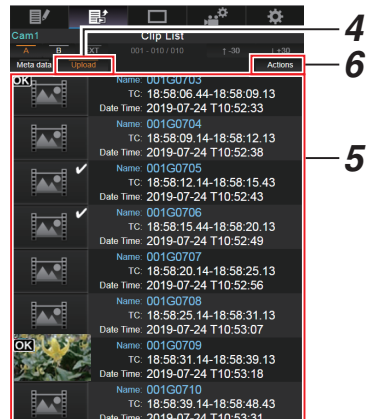 Cam1 Clip List
A B XT 001 - 010 / 010 ↑ -30 ↓ +30
Meta data Upload Actions
4
6
5
OK Name: 001G0703
TC: 18:58:06.44-18:58:09.13
Date Time: 2019-07-24 T10:52:33
Name: 001G0704
TC: 18:58:09.14-18:58:12.13
Date Time: 2019-07-24 T10:52:38
Name: 001G0705
TC: 18:58:12.14-18:58:15.43
Date Time: 2019-07-24 T10:52:43
Name: 001G0706
TC: 18:58:15.44-18:58:20.13
Date Time: 2019-07-24 T10:52:49
Name: 001G0707
TC: 18:58:20.14-18:58:25.13
Date Time: 2019-07-24 T10:52:56
Name: 001G0708
TC: 18:58:25.14-18:58:31.13
Date Time: 2019-07-24 T10:53:07
OK Name: 001G0709
TC: 18:58:31.14-18:58:39.13
Date Time: 2019-07-24 T10:53:18
Name: 001G0710
TC: 18:58:39.14-18:58:48.43
Date Time: 2019-07-24 T10:53:31